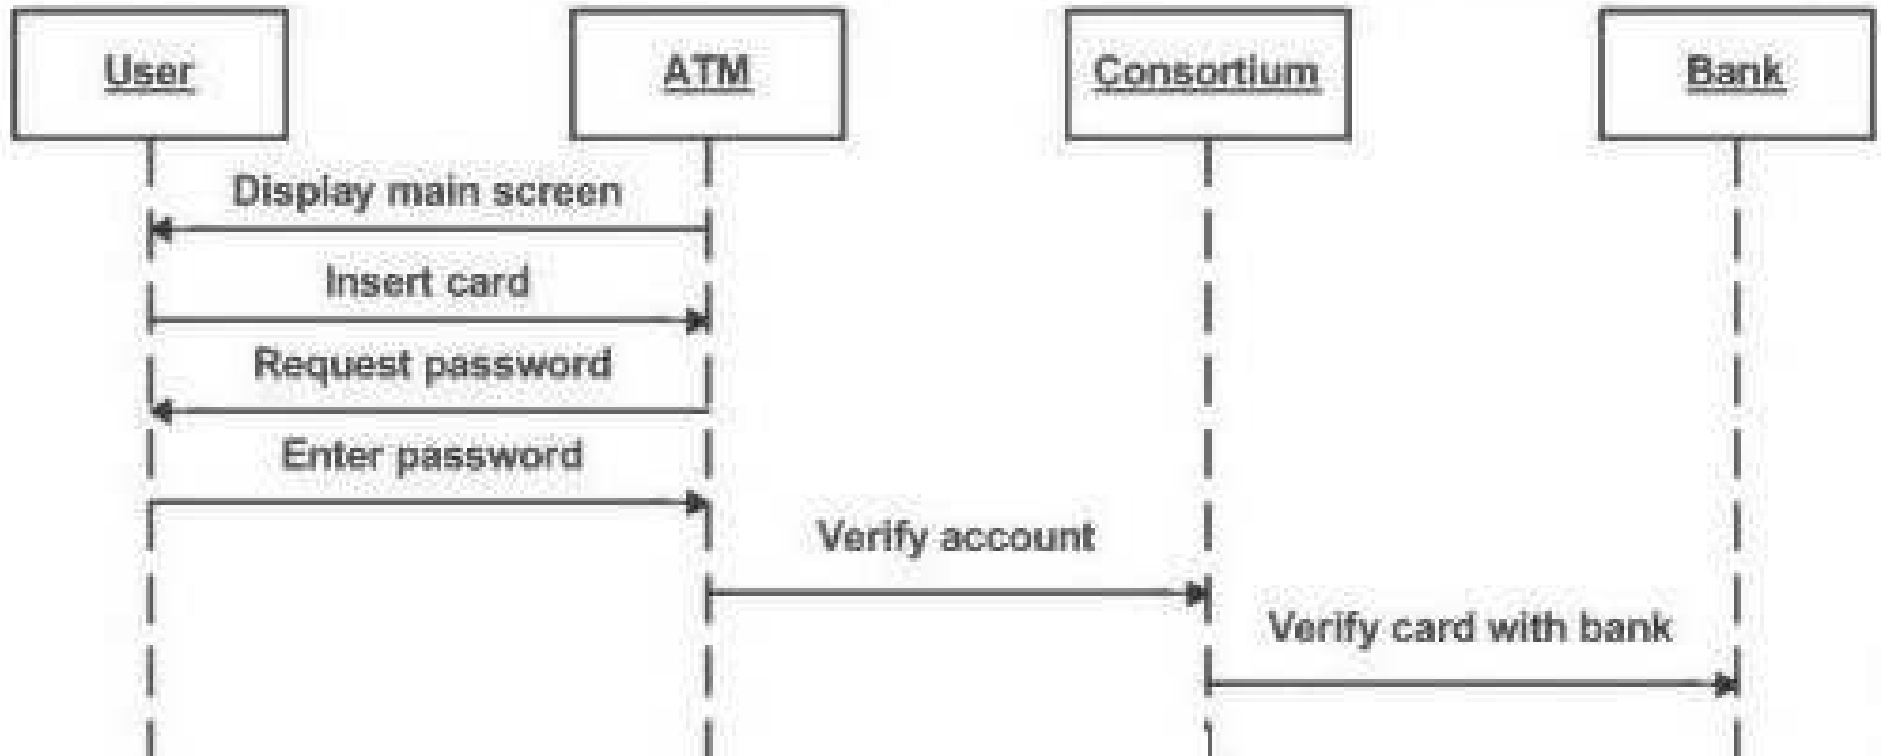 User
ATM
Consortium
Bank
Display main screen
Insert card
Request password
Enter password
Verify account
Verify card with bank